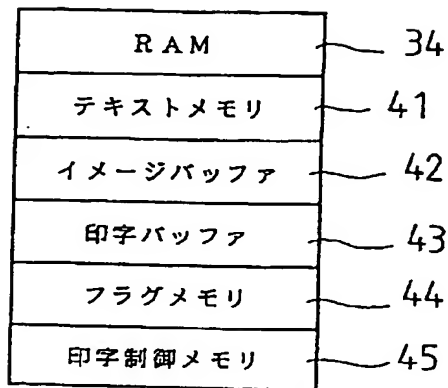 RAM 34
テキストメモリ 41
イメージバッファ 42
印字バッファ 43
フラグメモリ 44
印字制御メモリ 45